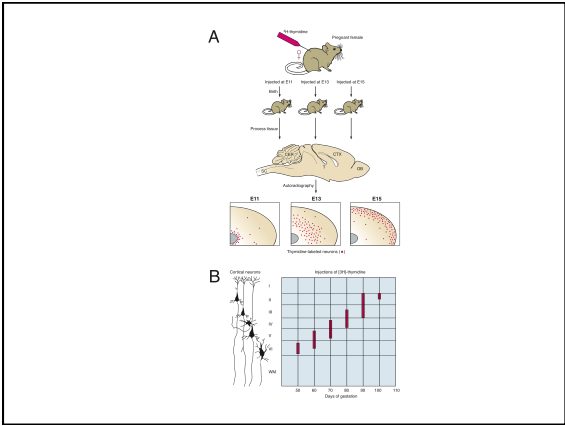 A
³H-thymidine
Pregnant female
Injected at E11
Injected at E13
Injected at E15
Birth
Process tissue
CER
CTX
OB
SC
Autoradiography
E11
E13
E15
Thymidine-labeled neurons (●)
B
Cortical neurons
Injections of [3H]-thymidine
I
II
III
IV
V
VI
WM
50 60 70 80 90 100 110
Days of gestation